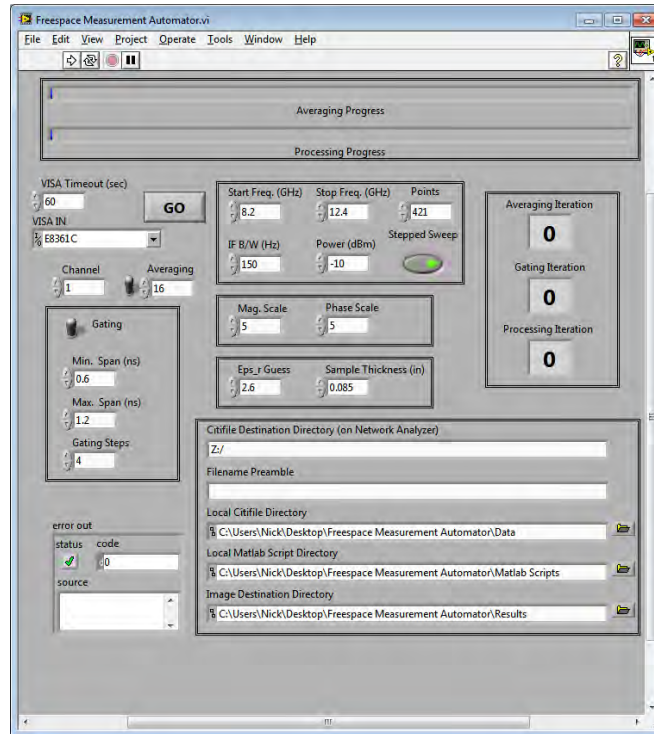 Freespace Measurement Automator.vi
File Edit View Project Operate Tools Window Help
Averaging Progress
Processing Progress
VISA Timeout (sec)
60
VISA IN
E8361C
GO
Channel
1
Averaging
16
Start Freq. (GHz) Stop Freq. (GHz) Points
8.2 12.4 421
IF B/W (Hz) Power (dBm) Stepped Sweep
150 -10
Averaging Iteration
0
Gating Iteration
0
Processing Iteration
0
Gating
Min. Span (ns)
0.6
Max. Span (ns)
1.2
Gating Steps
4
Mag. Scale Phase Scale
5 5
Eps_r Guess Sample Thickness (in)
2.6 0.085
Citifile Destination Directory (on Network Analyzer)
Z:/
Filename Preamble
Local Citifile Directory
C:\Users\Nick\Desktop\Freespace Measurement Automator\Data
Local Matlab Script Directory
C:\Users\Nick\Desktop\Freespace Measurement Automator\Matlab Scripts
Image Destination Directory
C:\Users\Nick\Desktop\Freespace Measurement Automator\Results
error out
status code
0
source